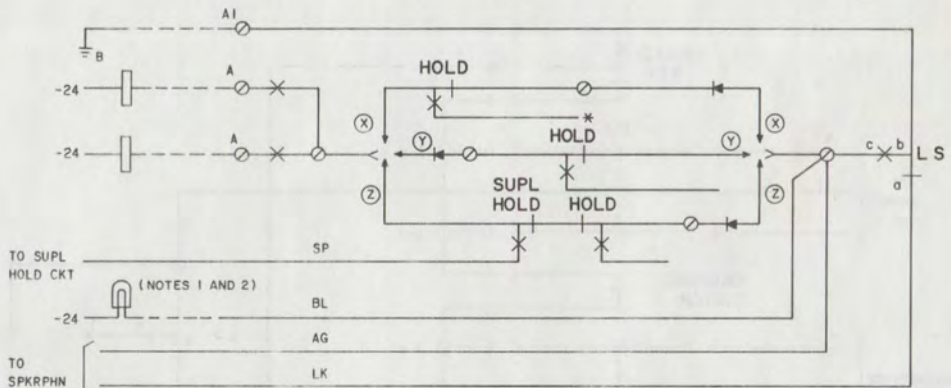 A1
B
-24 A HOLD
X X
*
HOLD
-24 A Y Y c b LS
a
Z SUPL Z
HOLD HOLD
TO SUPL SP
HOLD CKT
(NOTES 1 AND 2)
-24 BL
AG
TO
SPKRPHN LK